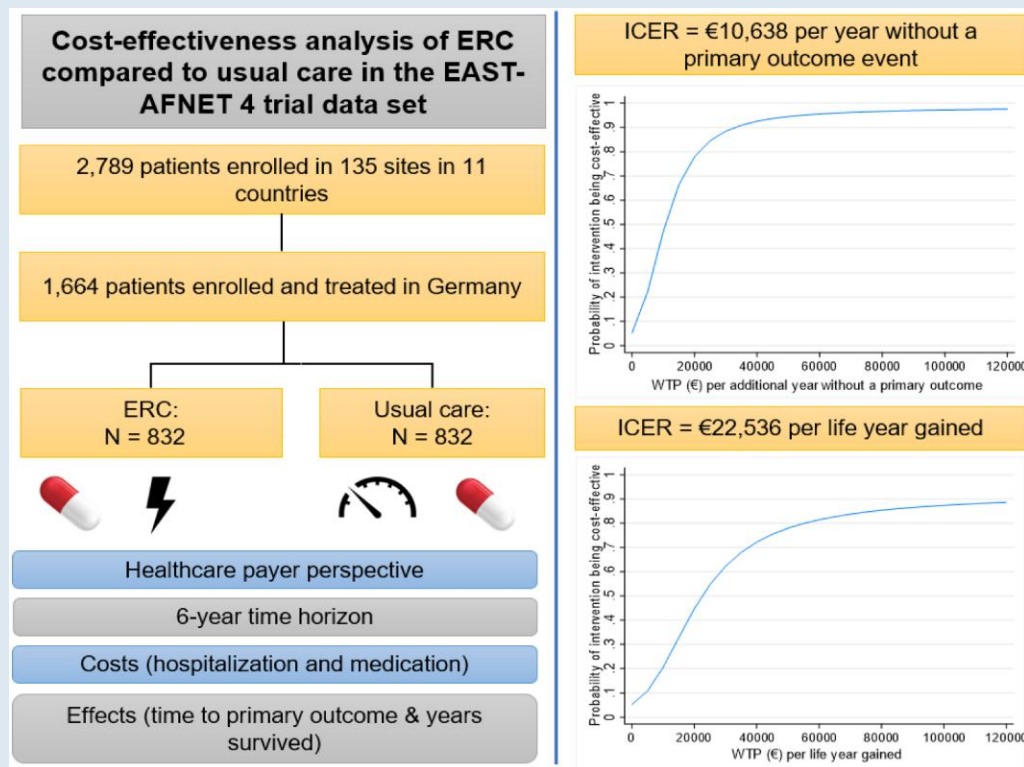 Cost-effectiveness analysis of ERC
compared to usual care in the EAST-
AFNET 4 trial data set
2,789 patients enrolled in 135 sites in 11
countries
1,664 patients enrolled and treated in Germany
ERC:
N = 832
Usual care:
N = 832
Healthcare payer perspective
6-year time horizon
Costs (hospitalization and medication)
Effects (time to primary outcome & years
survived)
ICER = €10,638 per year without a
primary outcome event
Probability of intervention being cost-effective
1
.9
.8
.7
.6
.5
.4
.3
.2
.1
0
0 20000 40000 60000 80000 100000 120000
WTP (€) per additional year without a primary outcome
ICER = €22,536 per life year gained
Probability of intervention being cost-effective
1
.9
.8
.7
.6
.5
.4
.3
.2
.1
0
0 20000 40000 60000 80000 100000 120000
WTP (€) per life year gained